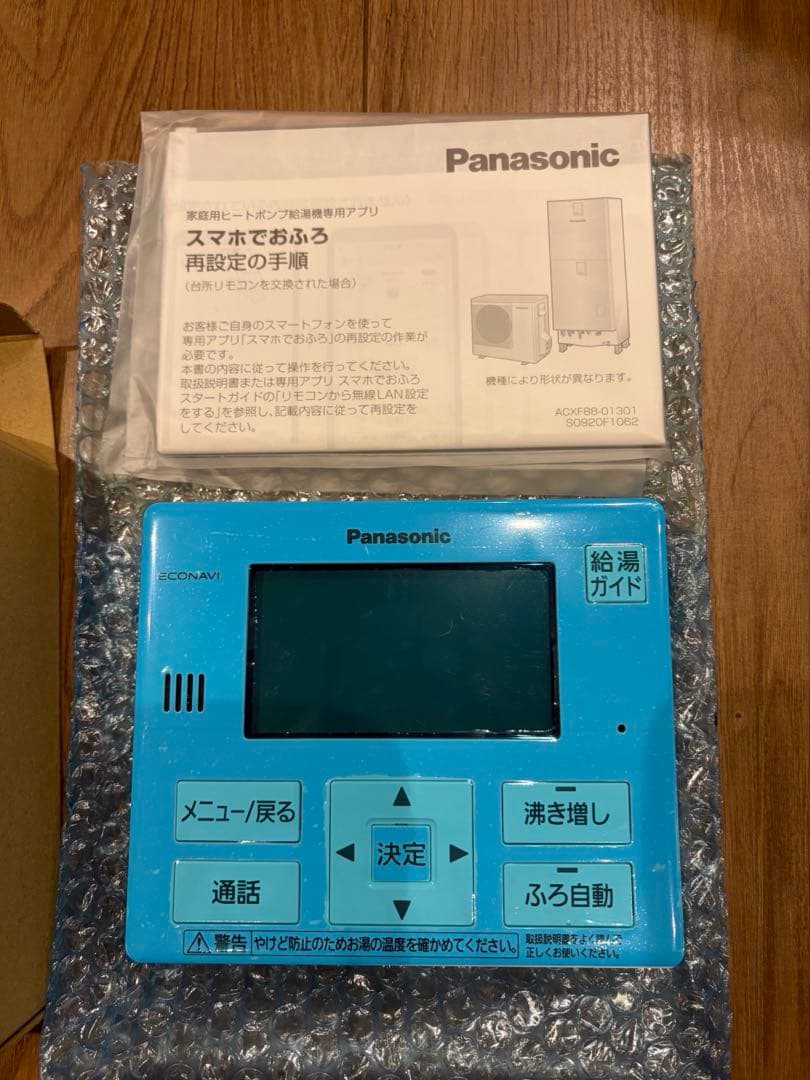 Panasonic
家庭用ヒートポンプ給湯機専用アプリ
スマホでおふろ
再設定の手順
(台所リモコンを交換された場合)
お客様ご自身のスマートフォンを使って
専用アプリ「スマホでおふろ」の再設定の作業が
必要です。
本書の内容に従って操作を行ってください。
取扱説明書または専用アプリ スマホでおふろ
スタートガイドの「リモコンから無線LAN設定
をする」を参照し、記載内容に従って再設定を
してください。
機種により形状が異なります。
ACXF88-01301
S0920F1062
Panasonic
ECONAVI
給湯
ガイド
メニュー/戻る
決定
沸き増し
通話
ふろ自動
警告 やけど防止のためお湯の温度を確かめてください。
取扱説明書をよく読んで
正しくお使いください。